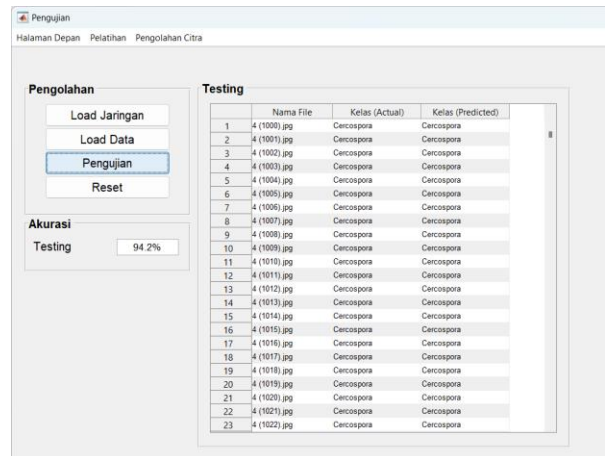 Pengujian
Halaman Depan Pelatihan Pengolahan Citra
Pengolahan
Load Jaringan
Load Data
Pengujian
Reset
Akurasi
Testing 94.2%
Testing
Nama File Kelas (Actual) Kelas (Predicted)
1 4 (1000).jpg Cercospora Cercospora
2 4 (1001).jpg Cercospora Cercospora
3 4 (1002).jpg Cercospora Cercospora
4 4 (1003).jpg Cercospora Cercospora
5 4 (1004).jpg Cercospora Cercospora
6 4 (1005).jpg Cercospora Cercospora
7 4 (1006).jpg Cercospora Cercospora
8 4 (1007).jpg Cercospora Cercospora
9 4 (1008).jpg Cercospora Cercospora
10 4 (1009).jpg Cercospora Cercospora
11 4 (1010).jpg Cercospora Cercospora
12 4 (1011).jpg Cercospora Cercospora
13 4 (1012).jpg Cercospora Cercospora
14 4 (1013).jpg Cercospora Cercospora
15 4 (1014).jpg Cercospora Cercospora
16 4 (1015).jpg Cercospora Cercospora
17 4 (1016).jpg Cercospora Cercospora
18 4 (1017).jpg Cercospora Cercospora
19 4 (1018).jpg Cercospora Cercospora
20 4 (1019).jpg Cercospora Cercospora
21 4 (1020).jpg Cercospora Cercospora
22 4 (1021).jpg Cercospora Cercospora
23 4 (1022).jpg Cercospora Cercospora